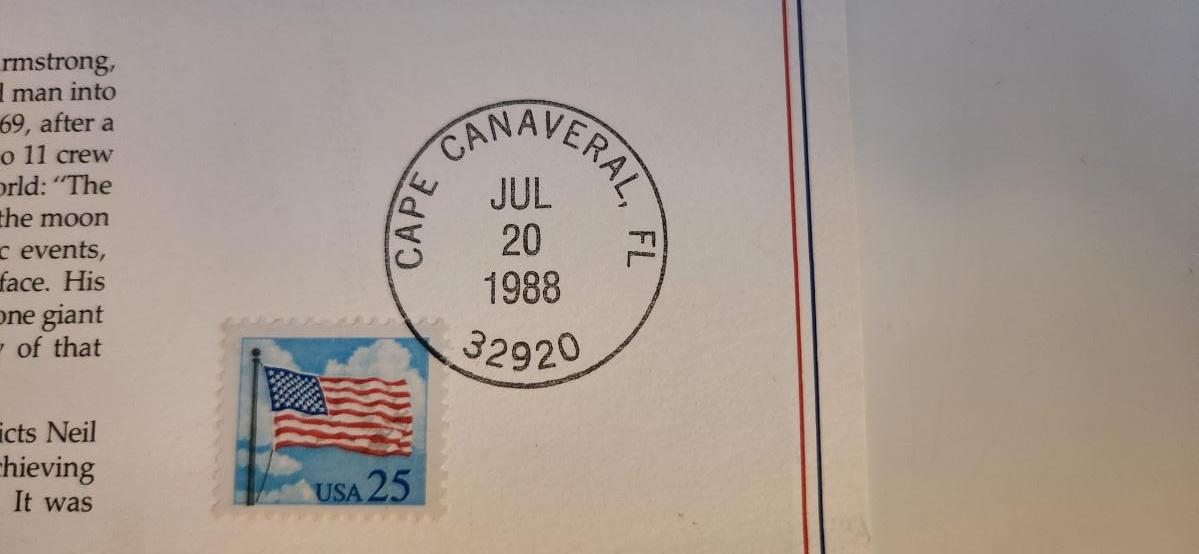 rmstrong,
man into
69, after a
o 11 crew
orld: "The
the moon
c events,
face. His
one giant
of that
icts Neil
hieving
It was
CAPE CANAVERAL, FL
JUL
20
1988
32920
USA 25